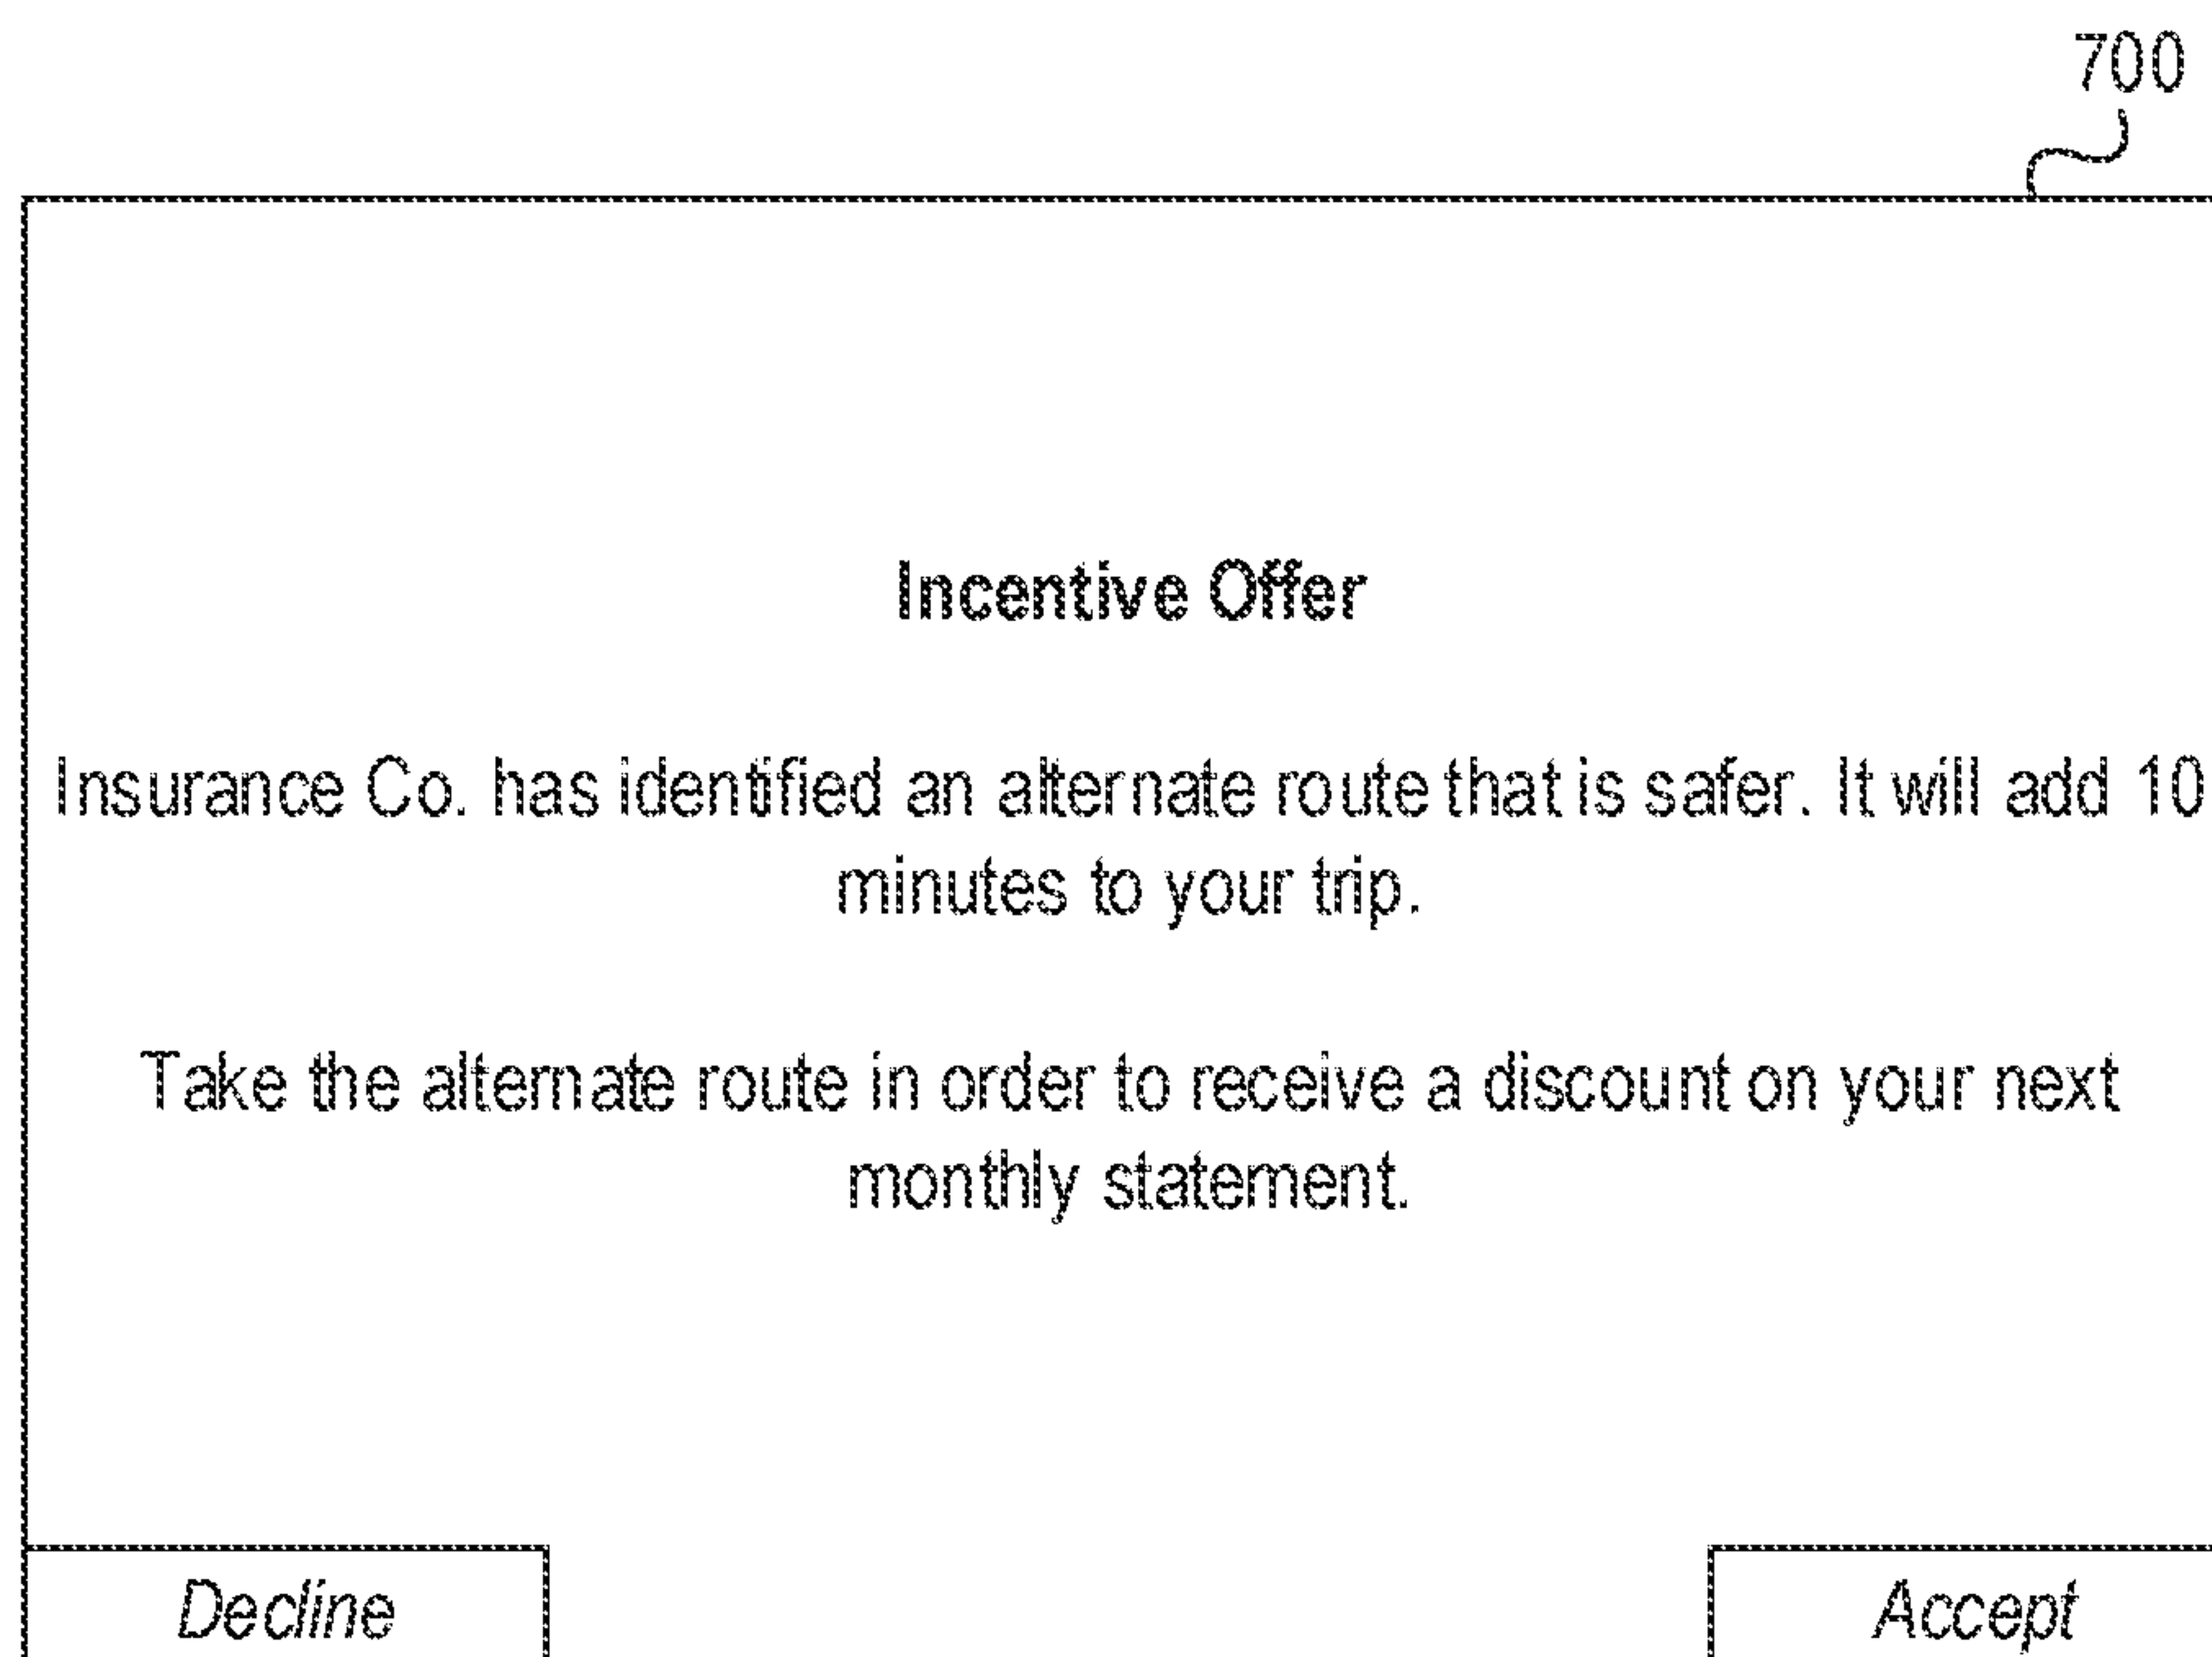 700
Incentive Offer
Insurance Co. has identified an alternate route that is safer. It will add 10
minutes to your trip.
Take the alternate route in order to receive a discount on your next
monthly statement.
Decline
Accept